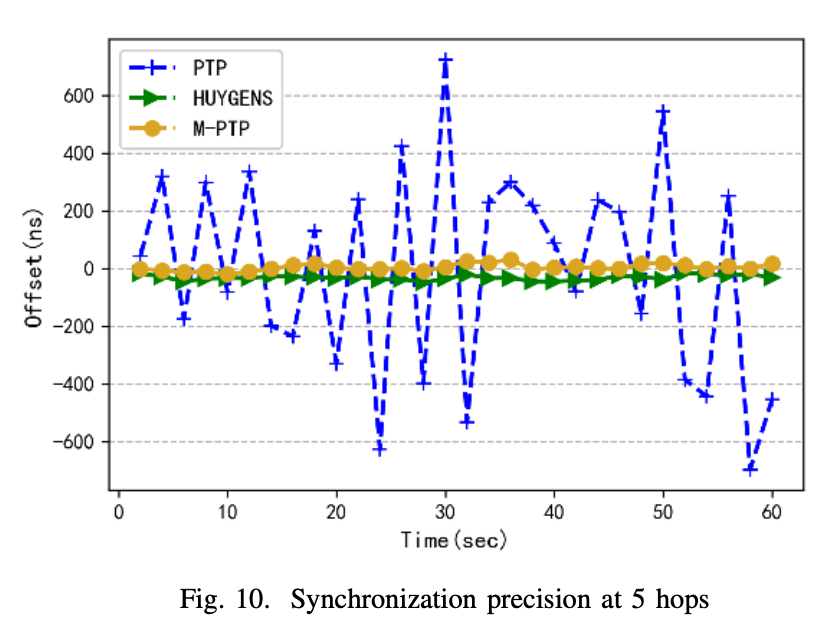 PTP
HUYGENS
M-PTP
600
400
200
0
−200
−400
−600
Offset(ns)
0 10 20 30 40 50 60
Time(sec)
Fig. 10. Synchronization precision at 5 hops